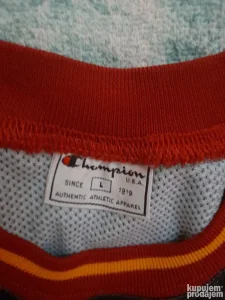 Champion
U.S.A.
SINCE L 1919
AUTHENTIC ATHLETIC APPAREL
kupujem
prodajem